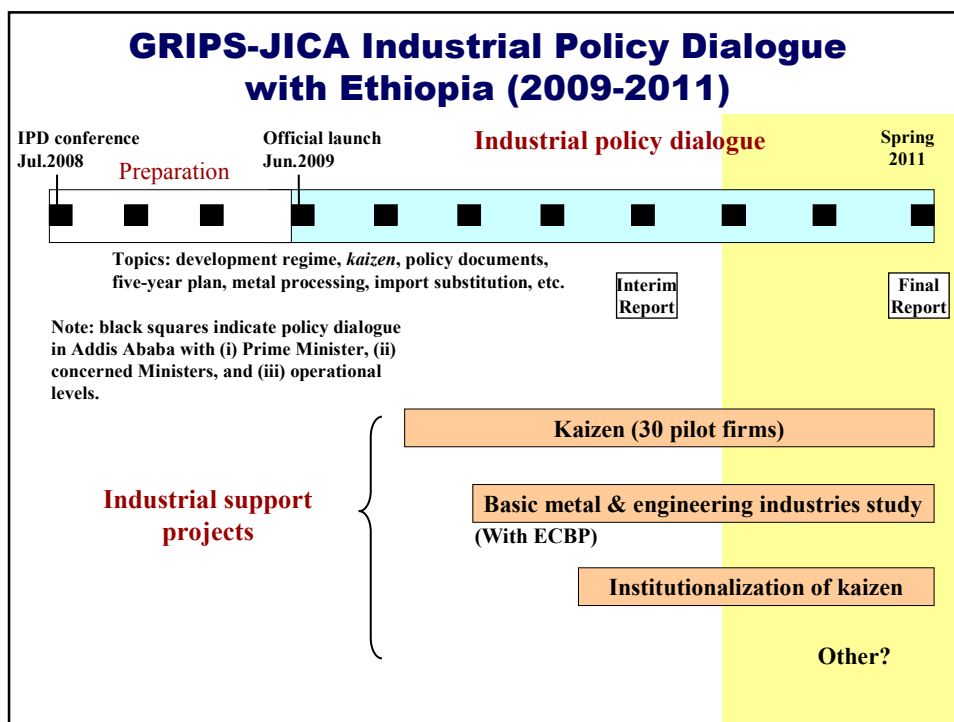 GRIPS-JICA Industrial Policy Dialogue
with Ethiopia (2009-2011)
IPD conference
Jul.2008
Official launch
Jun.2009
Industrial policy dialogue
Spring
2011
Preparation
Topics: development regime, kaizen, policy documents,
five-year plan, metal processing, import substitution, etc.
Interim
Report
Final
Report
Note: black squares indicate policy dialogue
in Addis Ababa with (i) Prime Minister, (ii)
concerned Ministers, and (iii) operational
levels.
Kaizen (30 pilot firms)
Industrial support
projects
Basic metal & engineering industries study
(With ECBP)
Institutionalization of kaizen
Other?